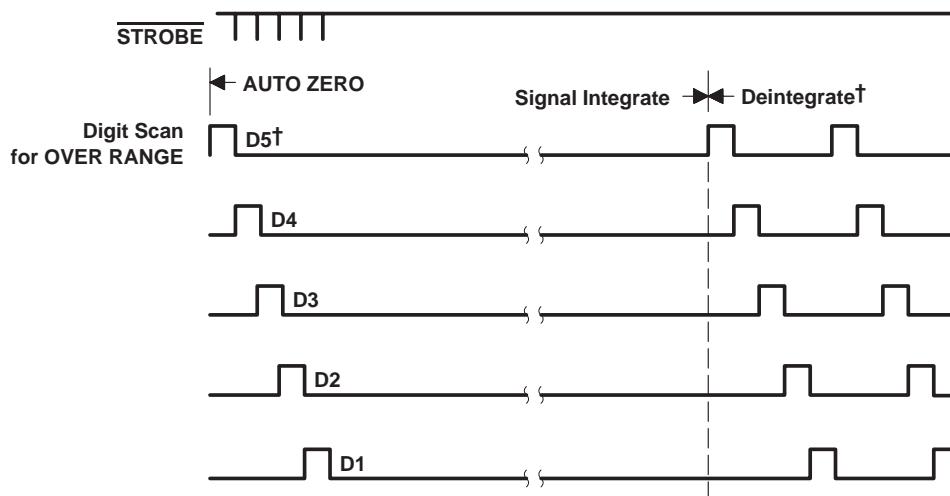 STROBE
AUTO ZERO
Signal Integrate
Deintegrate†
Digit Scan
for OVER RANGE
D5†
D4
D3
D2
D1